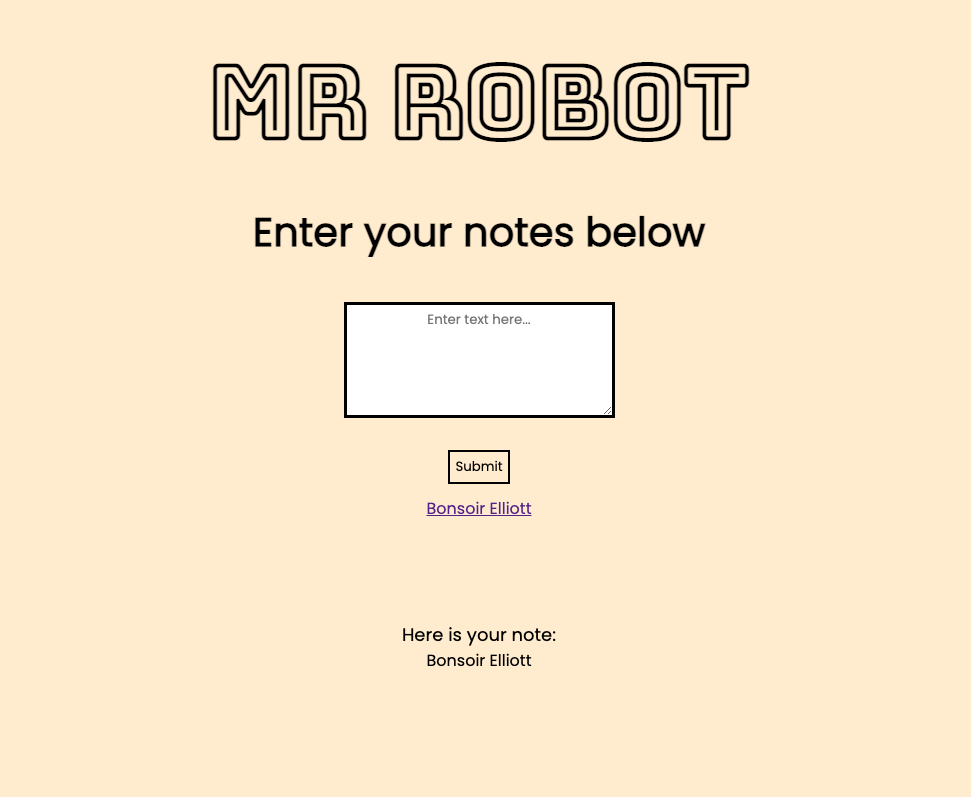 MR ROBOT
Enter your notes below
Enter text here...
Submit
Bonsoir Elliott
Here is your note:
Bonsoir Elliott